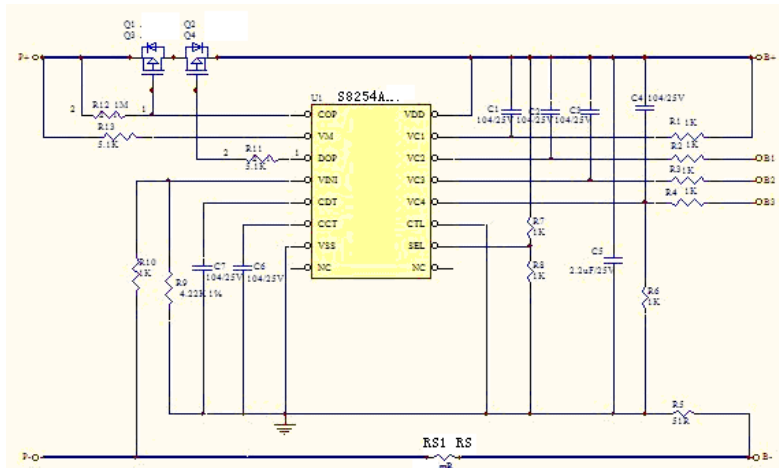 Q1. Q2
Q3. Q4
P+ B+
U1 S8254A..
2 R12 1M 1
R13
5.1K
2 R11 1
5.1K
COP VDD
VM VC1
DOP VC2
VINI VC3
CDT VC4
CCT CTL
VSS SEL
NC NC
C1 C2 C3
104/25V 104/25V 104/25V
C4 104/25V
R1 1K
R2 1K B1
R3 1K B2
R4 1K B3
R7
1K
R8
1K
C5
2.2uF/25V
R6
1K
R10
1K
R9
4.22K 1%
C7
104/25V
C6
104/25V
R5
51R
RS1 RS
mR
P- B-